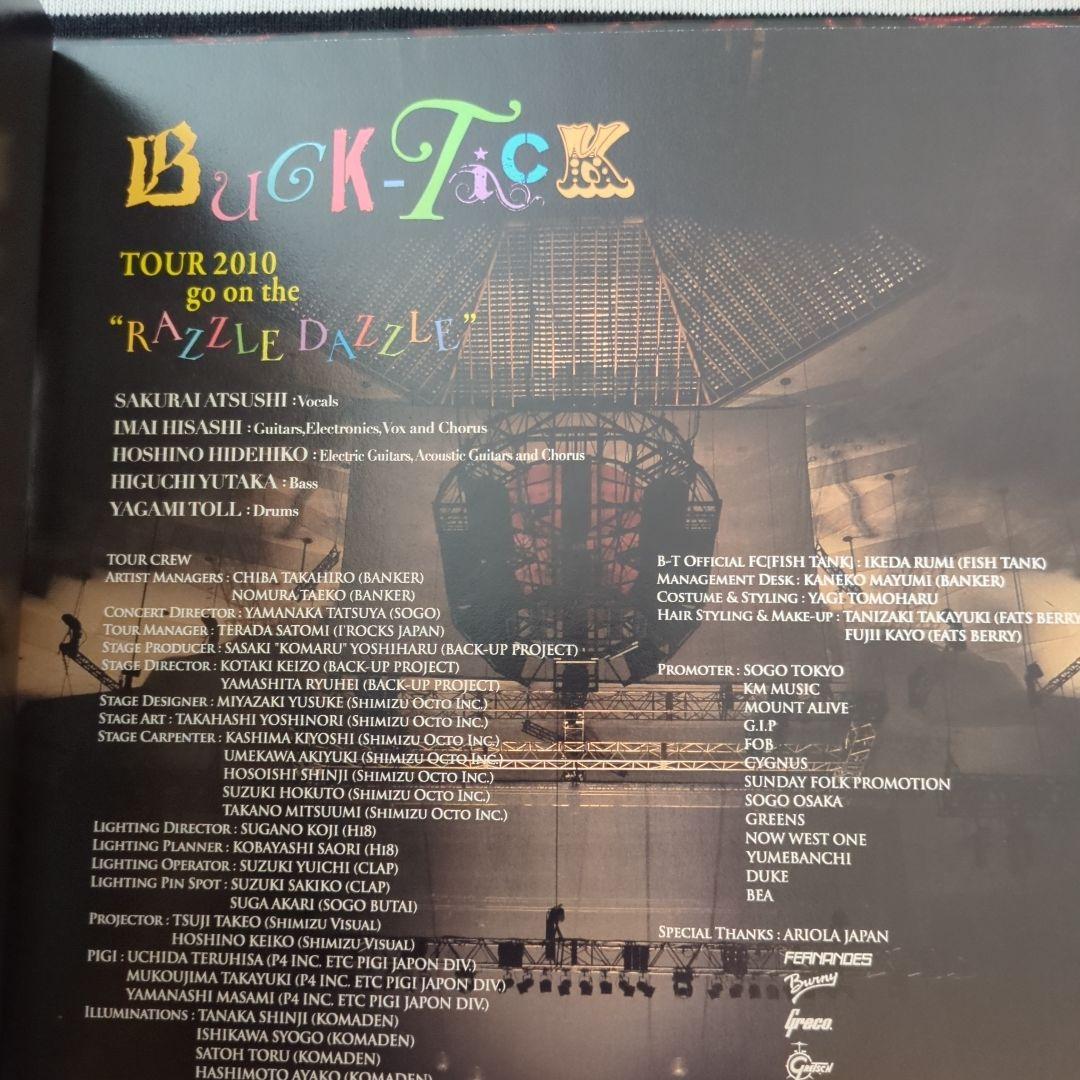 BUCK-TICK
TOUR 2010
go on the
“RAZZLE DAZZLE”
SAKURAI ATSUSHI : Vocals
IMAI HISASHI : Guitars,Electronics,Vox and Chorus
HOSHINO HIDEHIKO : Electric Guitars, Acoustic Guitars and Chorus
HIGUCHI YUTAKA : Bass
YAGAMI TOLL : Drums
TOUR CREW
ARTIST MANAGERS : CHIBA TAKAHIRO (BANKER)
NOMURA TAEKO (BANKER)
CONCERT DIRECTOR : YAMANAKA TATSUYA (SOGO)
TOUR MANAGER : TERADA SATOMI (I'ROCKS JAPAN)
STAGE PRODUCER : SASAKI "KOMARU" YOSHIHARU (BACK-UP PROJECT)
STAGE DIRECTOR : KOTAKI KEIZO (BACK-UP PROJECT)
YAMASHITA RYUHEI (BACK-UP PROJECT)
STAGE DESIGNER : MIYAZAKI YUSUKE (SHIMIZU OCTO INC.)
STAGE ART : TAKAHASHI YOSHINORI (SHIMIZU OCTO INC.)
STAGE CARPENTER : KASHIMA KIYOSHI (SHIMIZU OCTO INC.)
UMEKAWA AKIYUKI (SHIMIZU OCTO INC.)
HOSOISHI SHINJI (SHIMIZU OCTO INC.)
SUZUKI HOKUTO (SHIMIZU OCTO INC.)
TAKANO MITSUUMI (SHIMIZU OCTO INC.)
LIGHTING DIRECTOR : SUGANO KOJI (H18)
LIGHTING PLANNER : KOBAYASHI SAORI (H18)
LIGHTING OPERATOR : SUZUKI YUICHI (CLAP)
LIGHTING PIN SPOT : SUZUKI SAKIKO (CLAP)
SUGA AKARI (SOGO BUTAI)
PROJECTOR : TSUJI TAKEO (SHIMIZU VISUAL)
HOSHINO KEIKO (SHIMIZU VISUAL)
PIGI : UCHIDA TERUHISA (P4 INC. ETC PIGI JAPON DIV.)
MUKOUJIMA TAKAYUKI (P4 INC. ETC PIGI JAPON DIV.)
YAMANASHI MASAMI (P4 INC. ETC PIGI JAPON DIV.)
ILLUMINATIONS : TANAKA SHINJI (KOMADEN)
ISHIKAWA SYOGO (KOMADEN)
SATOH TORU (KOMADEN)
HASHIMOTO AYAKO (KOMADEN)
B-T OFFICIAL FC[FISH TANK] : IKEDA RUMI (FISH TANK)
MANAGEMENT DESK : KANEKO MAYUMI (BANKER)
COSTUME & STYLING : YAGI TOMOHARU
HAIR STYLING & MAKE-UP : TANIZAKI TAKAYUKI (FATS BERRY
FUJII KAYO (FATS BERRY)
PROMOTER : SOGO TOKYO
KM MUSIC
MOUNT ALIVE
G.I.P
FOB
CYGNUS
SUNDAY FOLK PROMOTION
SOGO OSAKA
GREENS
NOW WEST ONE
YUMEBANCHI
DUKE
BEA
SPECIAL THANKS : ARIOLA JAPAN
FERNANDES
Burny
Greco.
GRETSCH